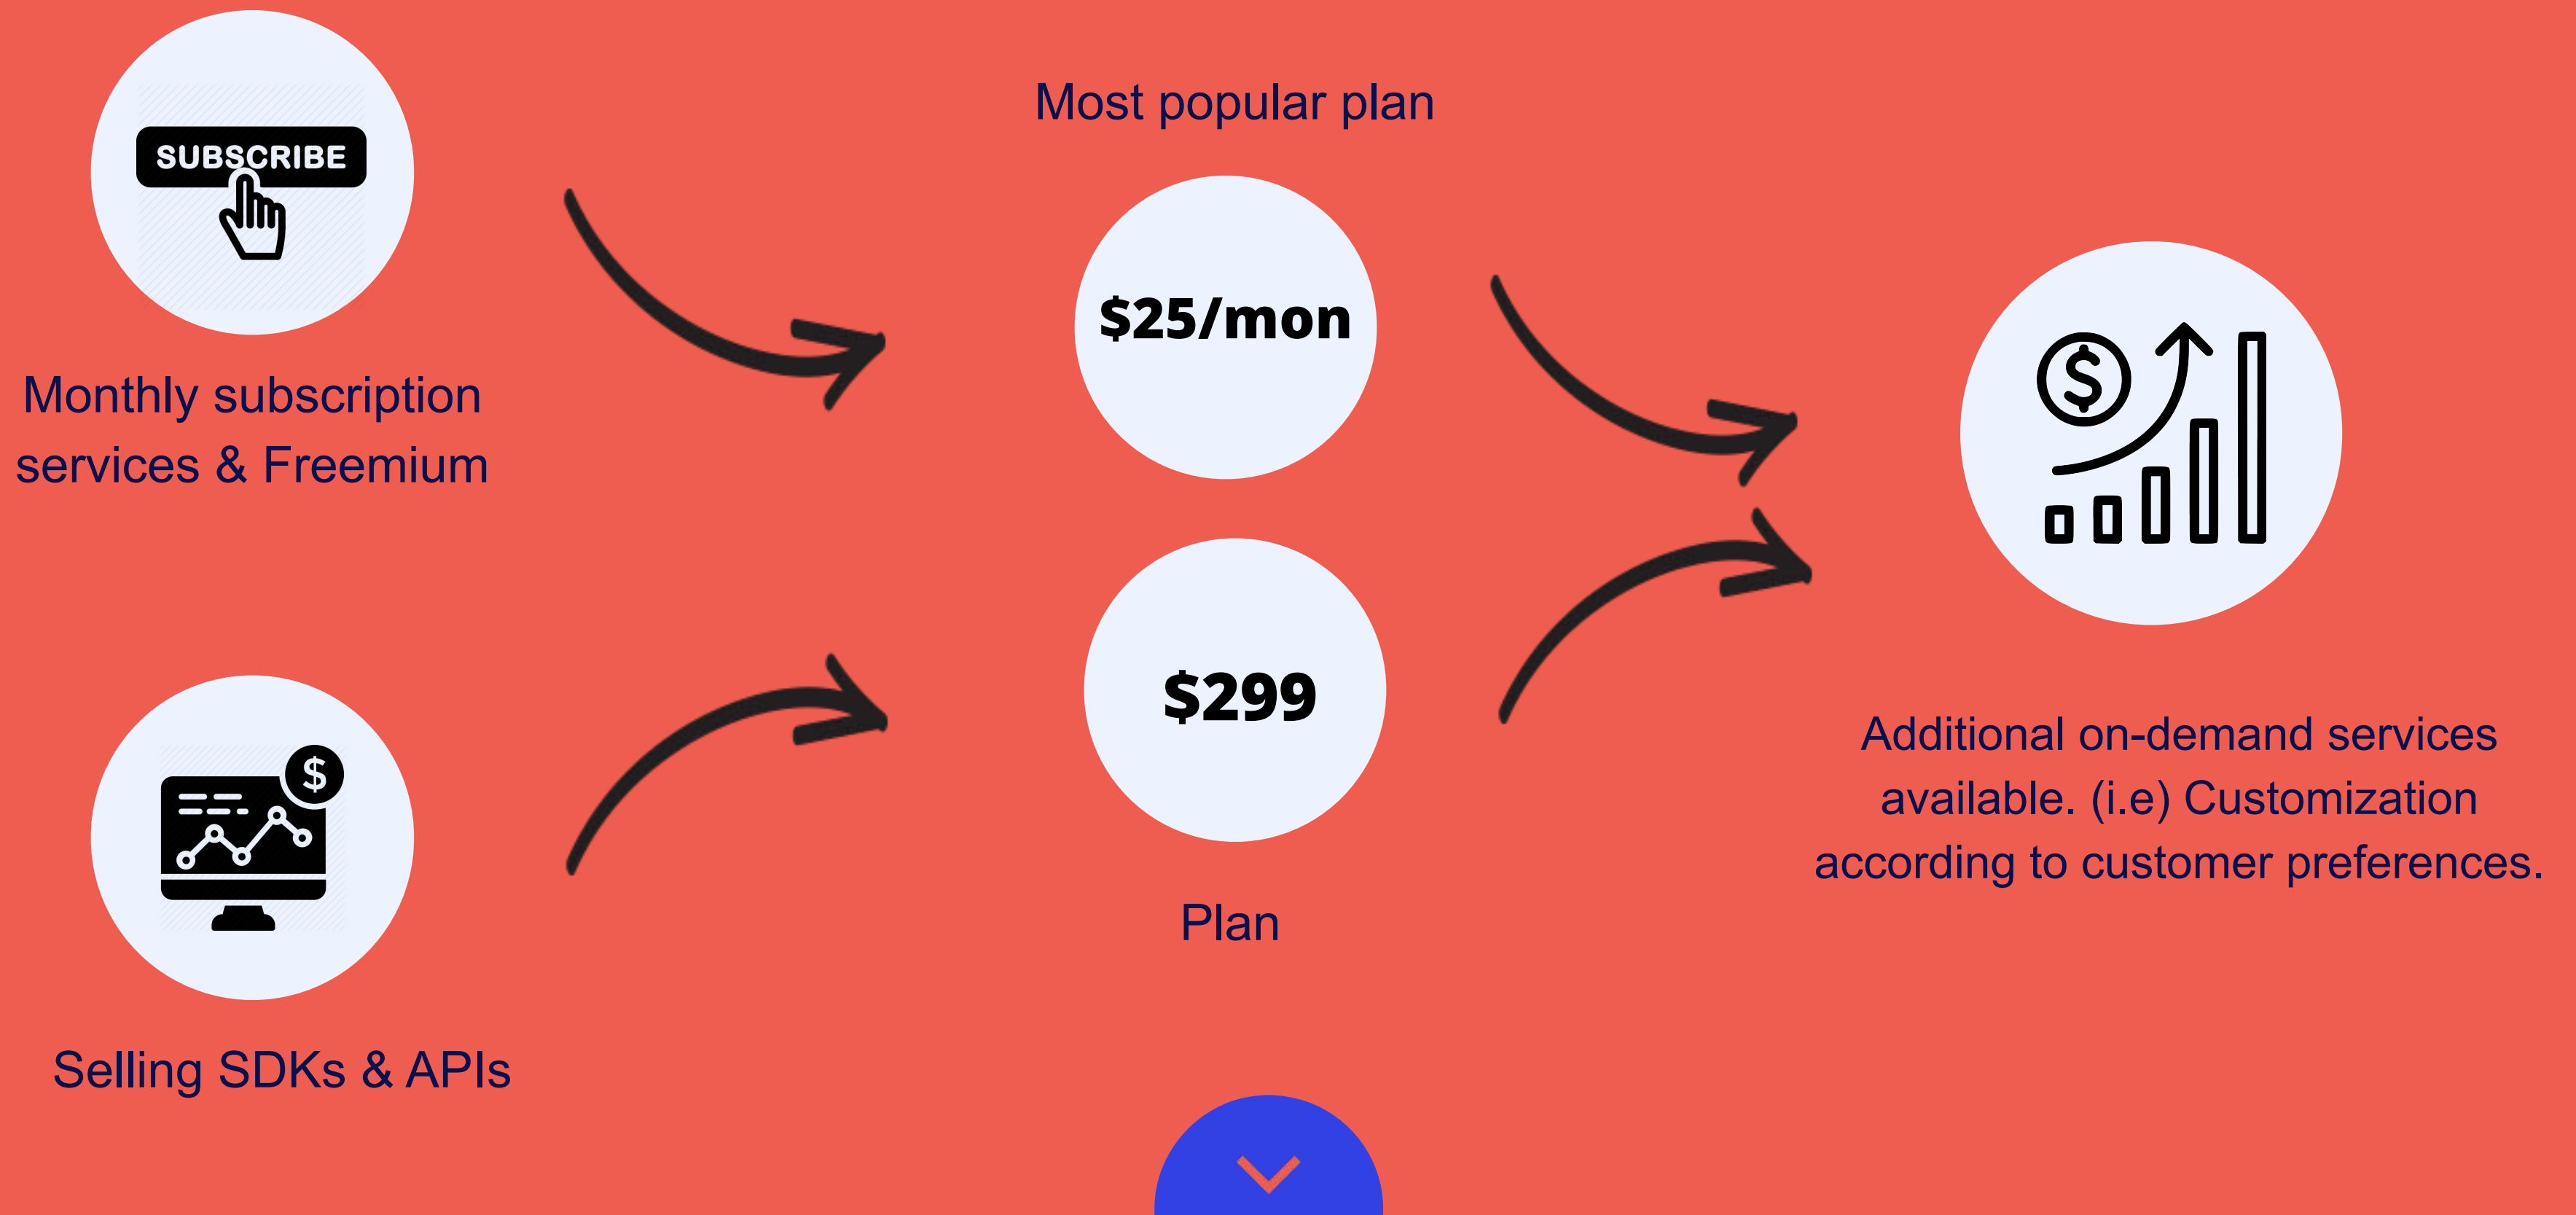 SUBSCRIBE
Monthly subscription
services & Freemium
$
Selling SDKs & APIs
Most popular plan
$25/mon
$299
Plan
$
Additional on-demand services
available. (i.e) Customization
according to customer preferences.